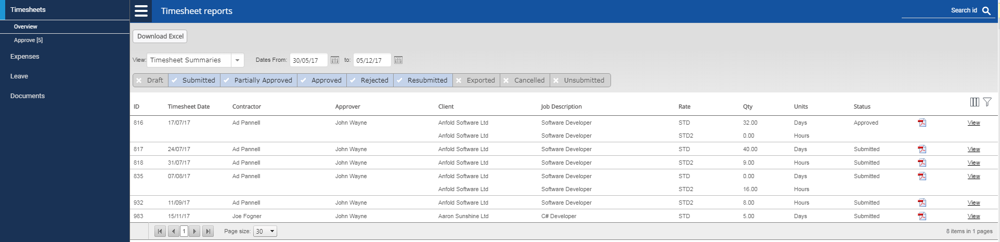 Timesheets
Overview
Approve [5]
Expenses
Leave
Documents
Timesheet reports
Search id
Download Excel
View: Timesheet Summaries Dates From: 30/05/17 to: 05/12/17
Draft Submitted Partially Approved Approved Rejected Resubmitted Exported Cancelled Unsubmitted
ID Timesheet Date Contractor Approver Client Job Description Rate Qty Units Status
816 17/07/17 Ad Pannell John Wayne Anfold Software Ltd Software Developer STD 32.00 Days Approved View
Anfold Software Ltd Software Developer STD2 0.00 Hours
817 24/07/17 Ad Pannell John Wayne Anfold Software Ltd Software Developer STD 40.00 Days Submitted View
818 31/07/17 Ad Pannell John Wayne Anfold Software Ltd Software Developer STD2 9.00 Hours Submitted View
835 07/08/17 Ad Pannell John Wayne Anfold Software Ltd Software Developer STD 0.00 Days Submitted View
Anfold Software Ltd Software Developer STD2 16.00 Hours
932 11/09/17 Ad Pannell John Wayne Anfold Software Ltd Software Developer STD2 8.00 Hours Submitted View
983 15/11/17 Joe Fogner John Wayne Aaron Sunshine Ltd C# Developer STD 5.00 Days Submitted View
1 Page size: 30 8 items in 1 pages